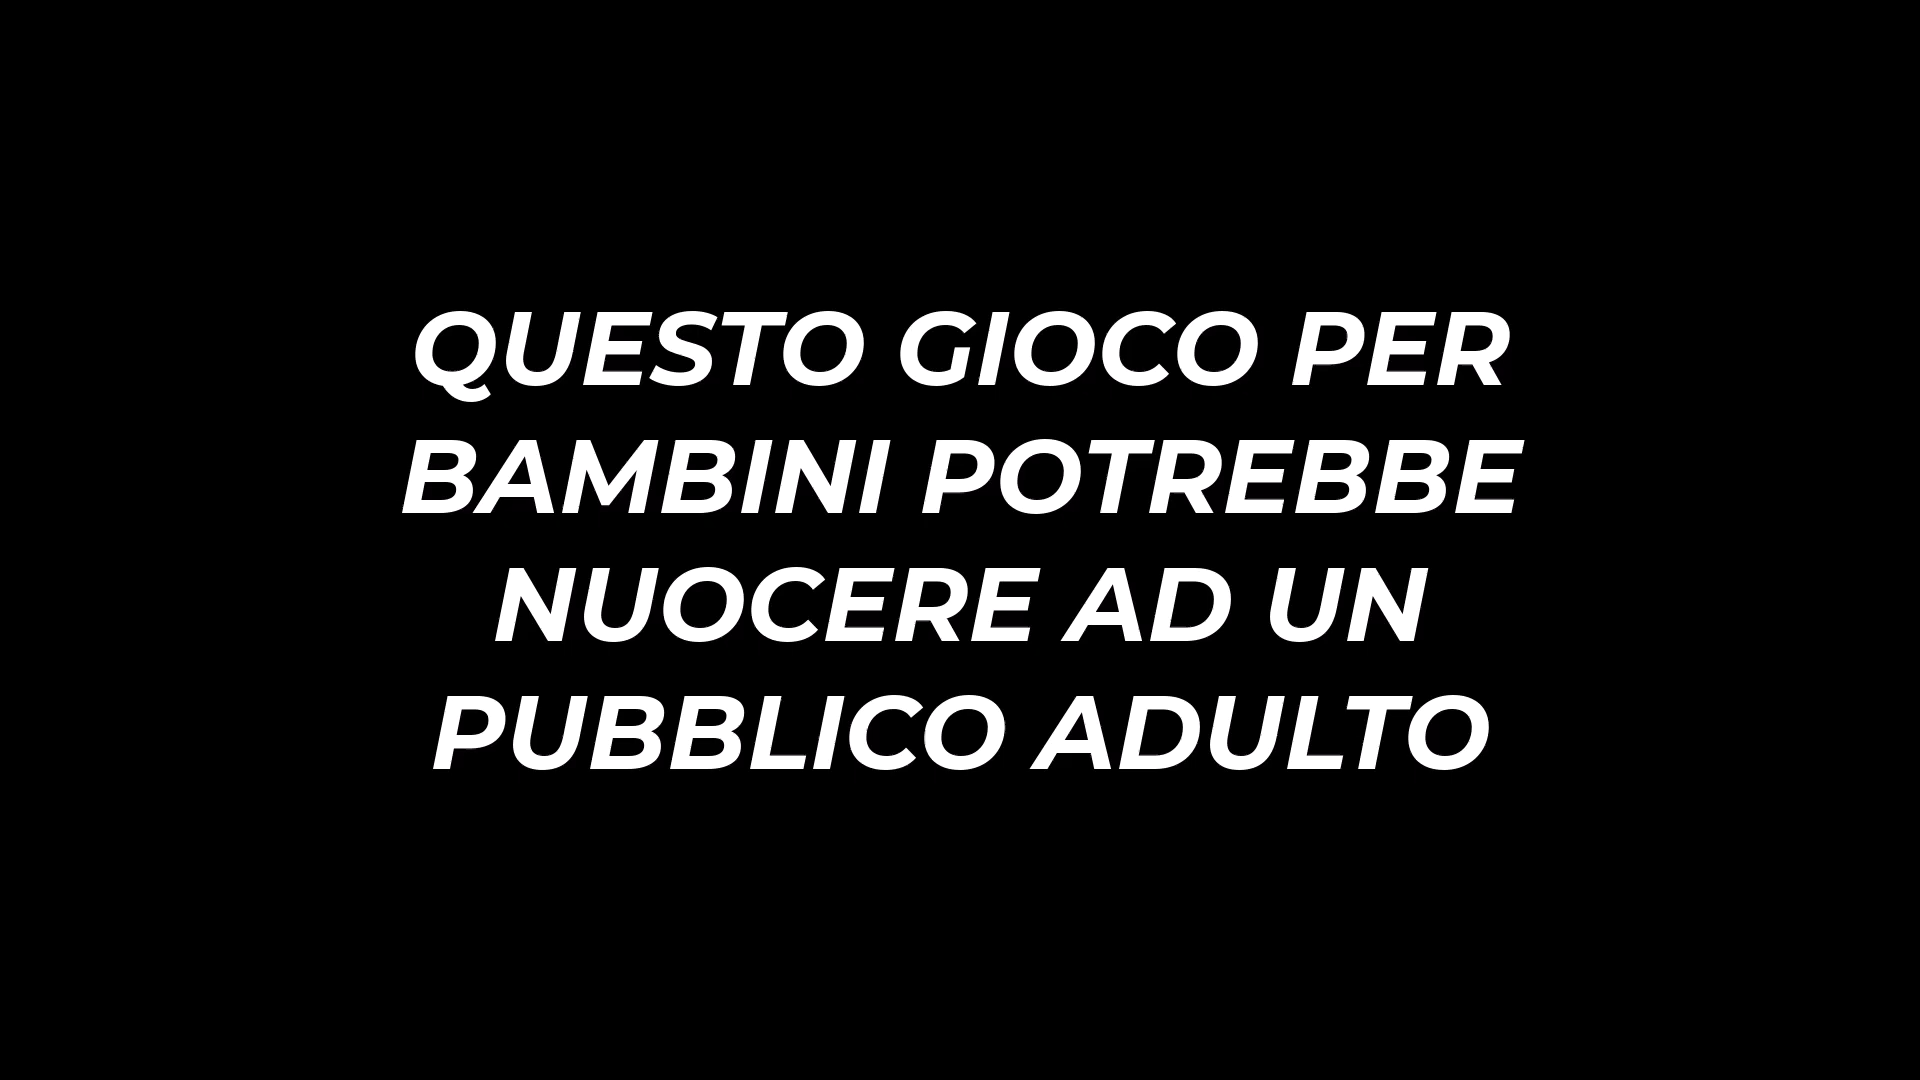 QUESTO GIOCO PER
BAMBINI POTREBBE
NUOCERE AD UN
PUBBLICO ADULTO